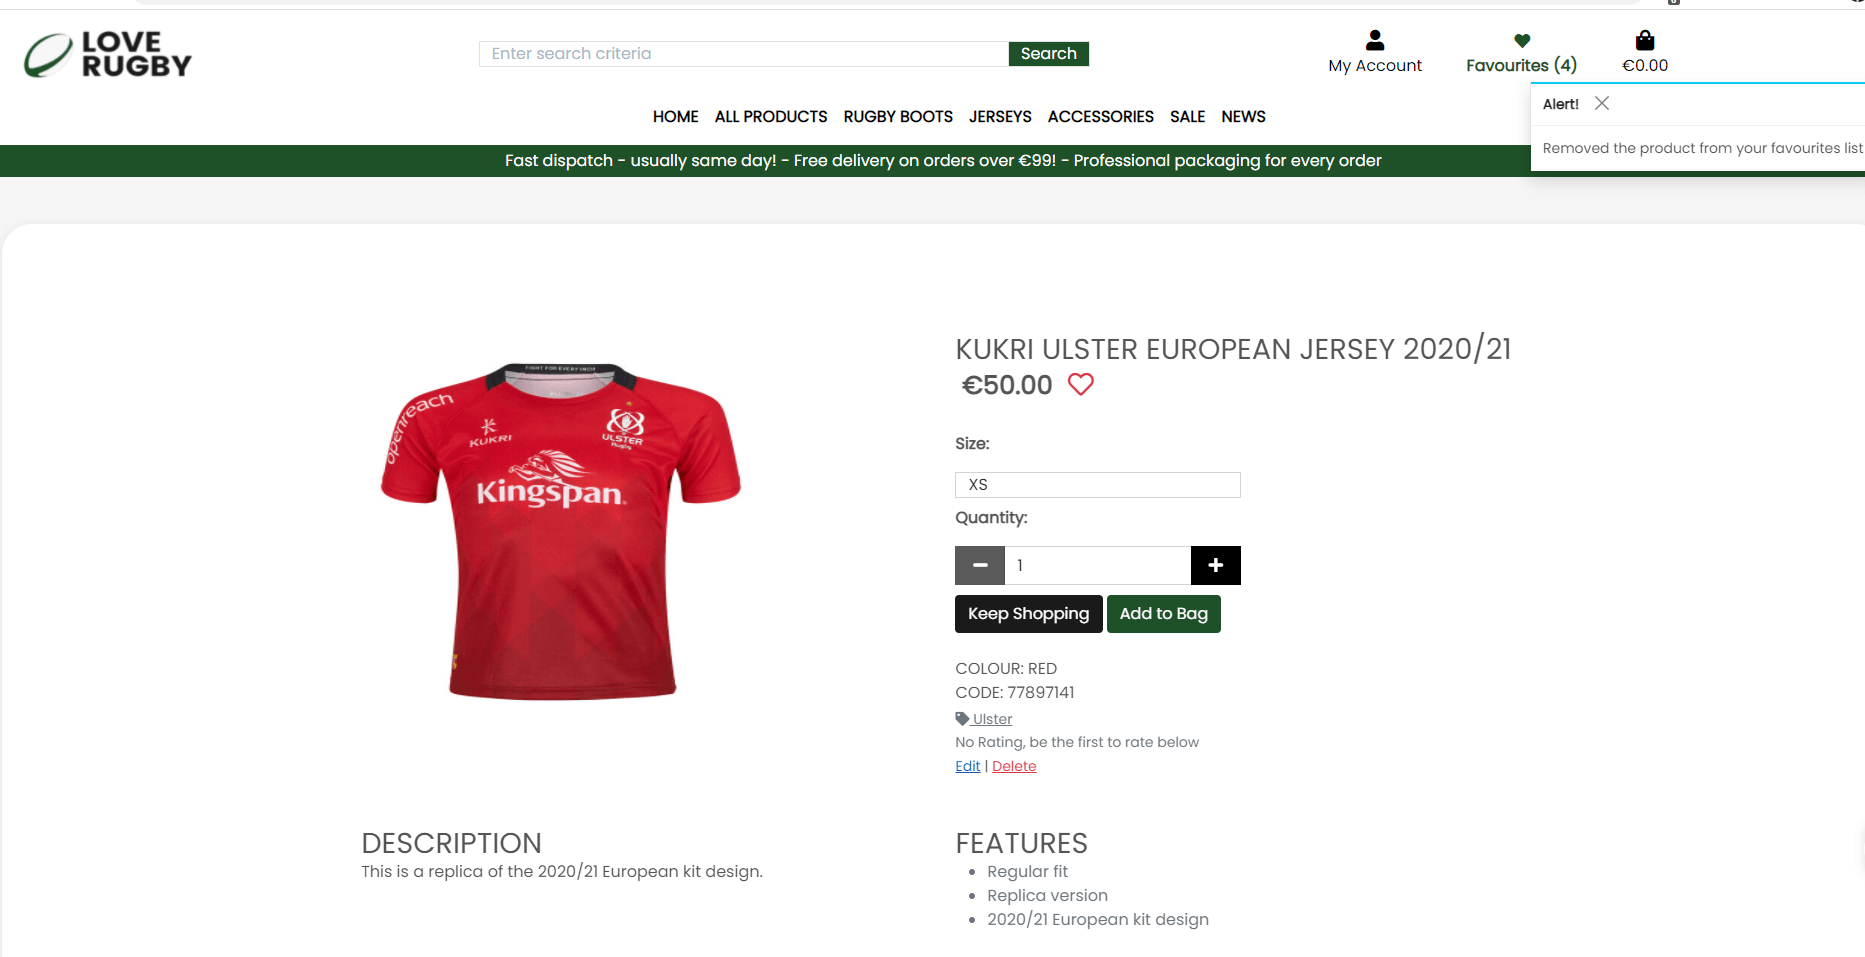 LOVE
RUGBY
Enter search criteria
Search
My Account
Favourites (4)
€0.00
Alert!
Removed the product from your favourites list
HOME ALL PRODUCTS RUGBY BOOTS JERSEYS ACCESSORIES SALE NEWS
Fast dispatch - usually same day! - Free delivery on orders over €99! - Professional packaging for every order
FIGHT FOR EVERY INCH
openreach
KUKRI
ULSTER
Rugby
Kingspan
KUKRI ULSTER EUROPEAN JERSEY 2020/21
€50.00
Size:
XS
Quantity:
1
Keep Shopping
Add to Bag
COLOUR: RED
CODE: 77897141
Ulster
No Rating, be the first to rate below
Edit | Delete
DESCRIPTION
This is a replica of the 2020/21 European kit design.
FEATURES
Regular fit
Replica version
2020/21 European kit design